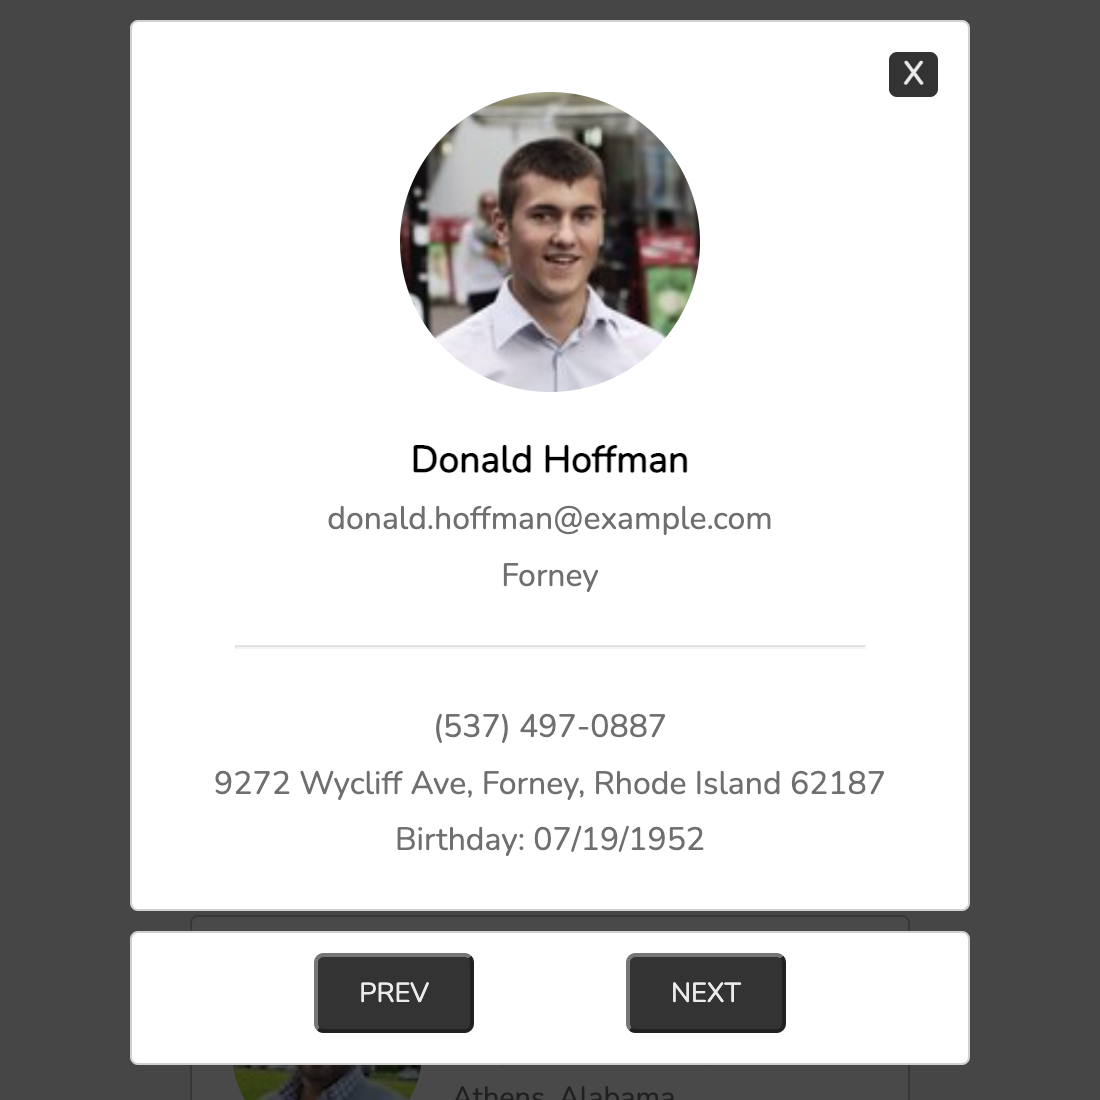 X
Donald Hoffman
donald.hoffman@example.com
Forney
(537) 497-0887
9272 Wycliff Ave, Forney, Rhode Island 62187
Birthday: 07/19/1952
PREV
NEXT
Athens, Alabama